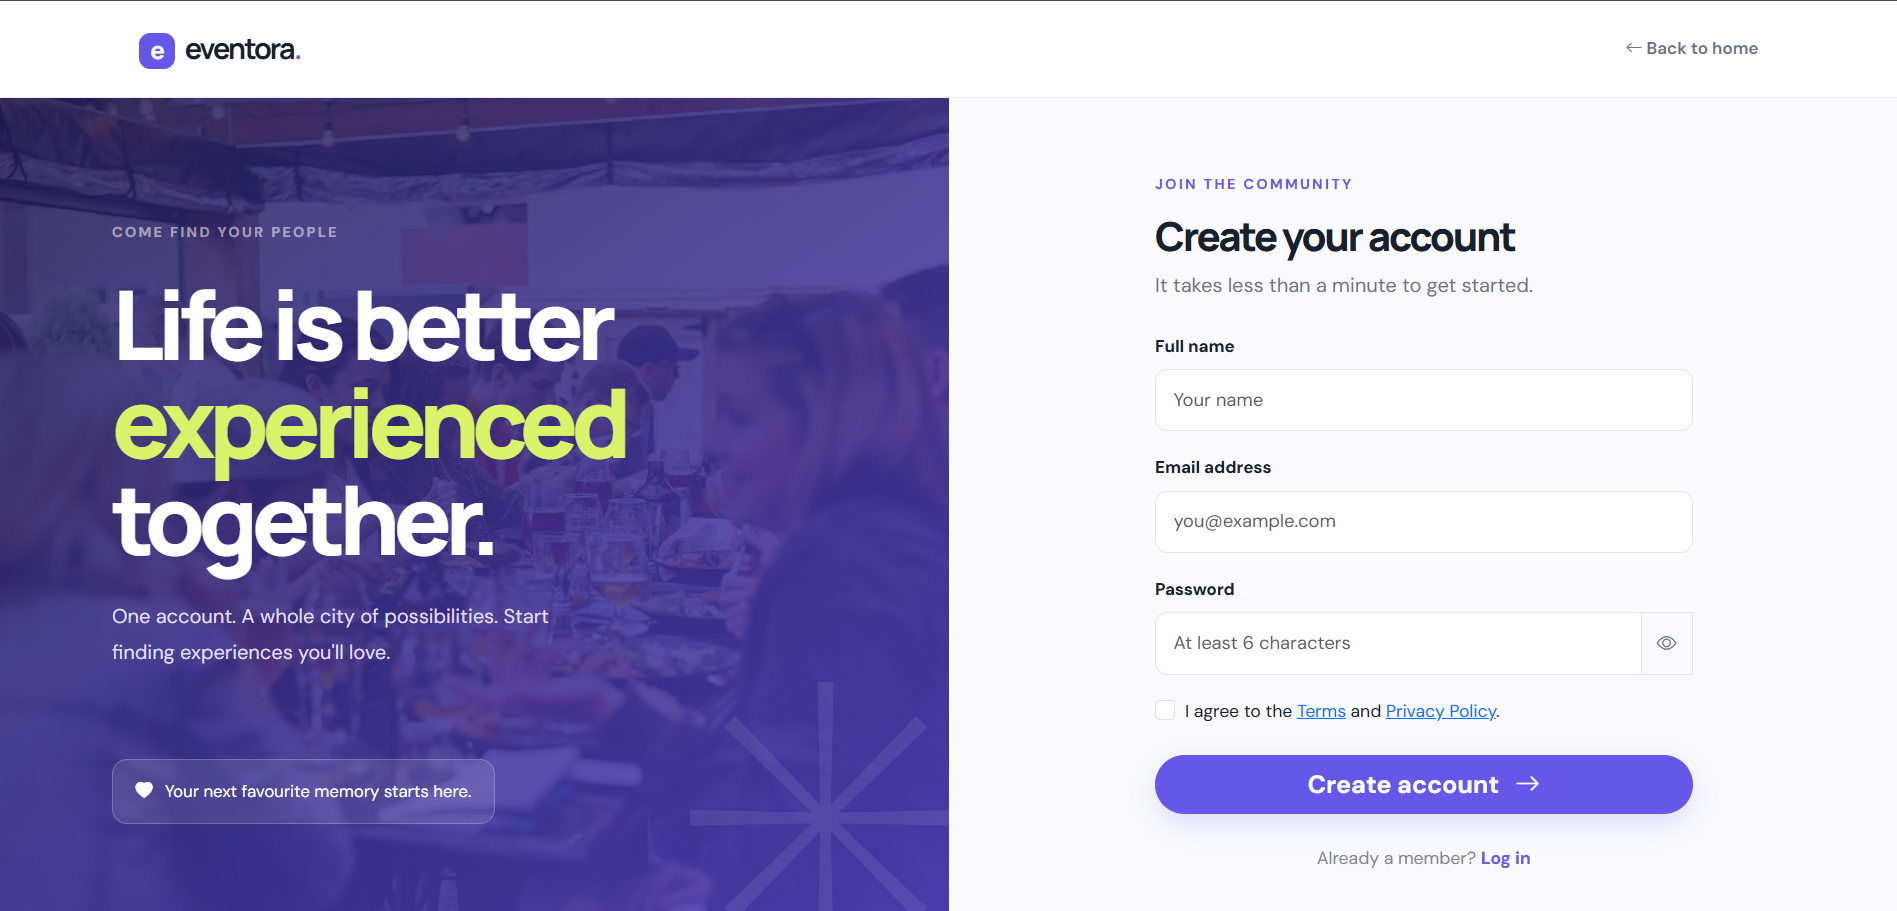 e eventora.
← Back to home
COME FIND YOUR PEOPLE
Life is better
experienced
together.
One account. A whole city of possibilities. Start
finding experiences you'll love.
Your next favourite memory starts here.
JOIN THE COMMUNITY
Create your account
It takes less than a minute to get started.
Full name
Your name
Email address
you@example.com
Password
At least 6 characters
I agree to the Terms and Privacy Policy.
Create account →
Already a member? Log in